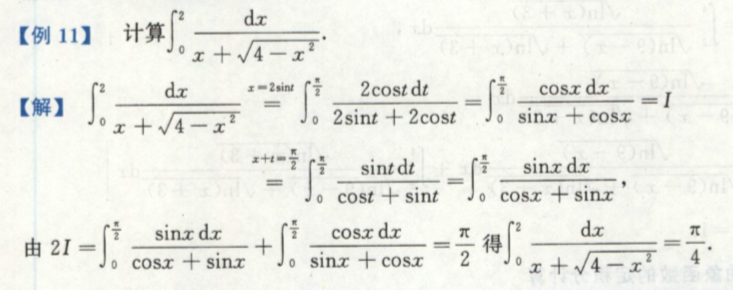 【例 11】 计算$\int_0^2 \frac{dx}{x+\sqrt{4-x^2}}$.
【解】 $\int_0^2 \frac{dx}{x+\sqrt{4-x^2}} \overset{x=2\sin t}{=} \int_0^{\frac{\pi}{2}} \frac{2\cos t\,dt}{2\sin t+2\cos t} = \int_0^{\frac{\pi}{2}} \frac{\cos x\,dx}{\sin x+\cos x} = I$
$\overset{x+t=\frac{\pi}{2}}{=} \int_0^{\frac{\pi}{2}} \frac{\sin t\,dt}{\cos t+\sin t} = \int_0^{\frac{\pi}{2}} \frac{\sin x\,dx}{\cos x+\sin x}$,
由 $2I = \int_0^{\frac{\pi}{2}} \frac{\sin x\,dx}{\cos x+\sin x} + \int_0^{\frac{\pi}{2}} \frac{\cos x\,dx}{\sin x+\cos x} = \frac{\pi}{2}$ 得$\int_0^2 \frac{dx}{x+\sqrt{4-x^2}} = \frac{\pi}{4}$.